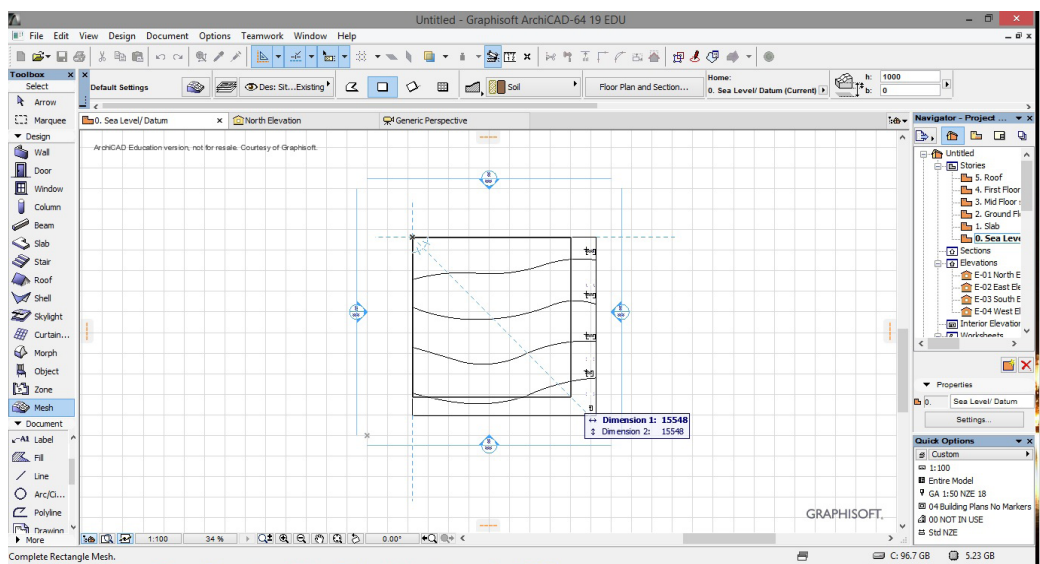 Untitled - Graphisoft ArchiCAD-64 19 EDU
File Edit View Design Document Options Teamwork Window Help
Toolbox
Select
Arrow
Marquee
Design
Wall
Door
Window
Column
Beam
Slab
Stair
Roof
Shell
Skylight
Curtain...
Morph
Object
Zone
Mesh
Document
A1 Label
Fill
Line
Arc/Ci...
Polyline
Drawing
More
Default Settings
Des: Sit...Existing
Soil
Floor Plan and Section...
Home:
0. Sea Level/ Datum (Current)
h: 1000
b: 0
0. Sea Level/ Datum
North Elevation
Generic Perspective
ArchiCAD Education version, not for resale. Courtesy of Graphisoft.
Dimension 1: 15548
Dimension 2: 15548
GRAPHISOFT.
1:100
34 %
0.00°
Navigator - Project ...
Untitled
Stories
5. Roof
4. First Floor
3. Mid Floor
2. Ground Fl
1. Slab
0. Sea Leve
Sections
Elevations
E-01 North E
E-02 East Ele
E-03 South E
E-04 West El
Interior Elevation
Worksheets
Properties
0. Sea Level/ Datum
Settings...
Quick Options
Custom
1:100
Entire Model
GA 1:50 NZE 18
04 Building Plans No Markers
00 NOT IN USE
Std NZE
Complete Rectangle Mesh.
C: 96.7 GB
5.23 GB